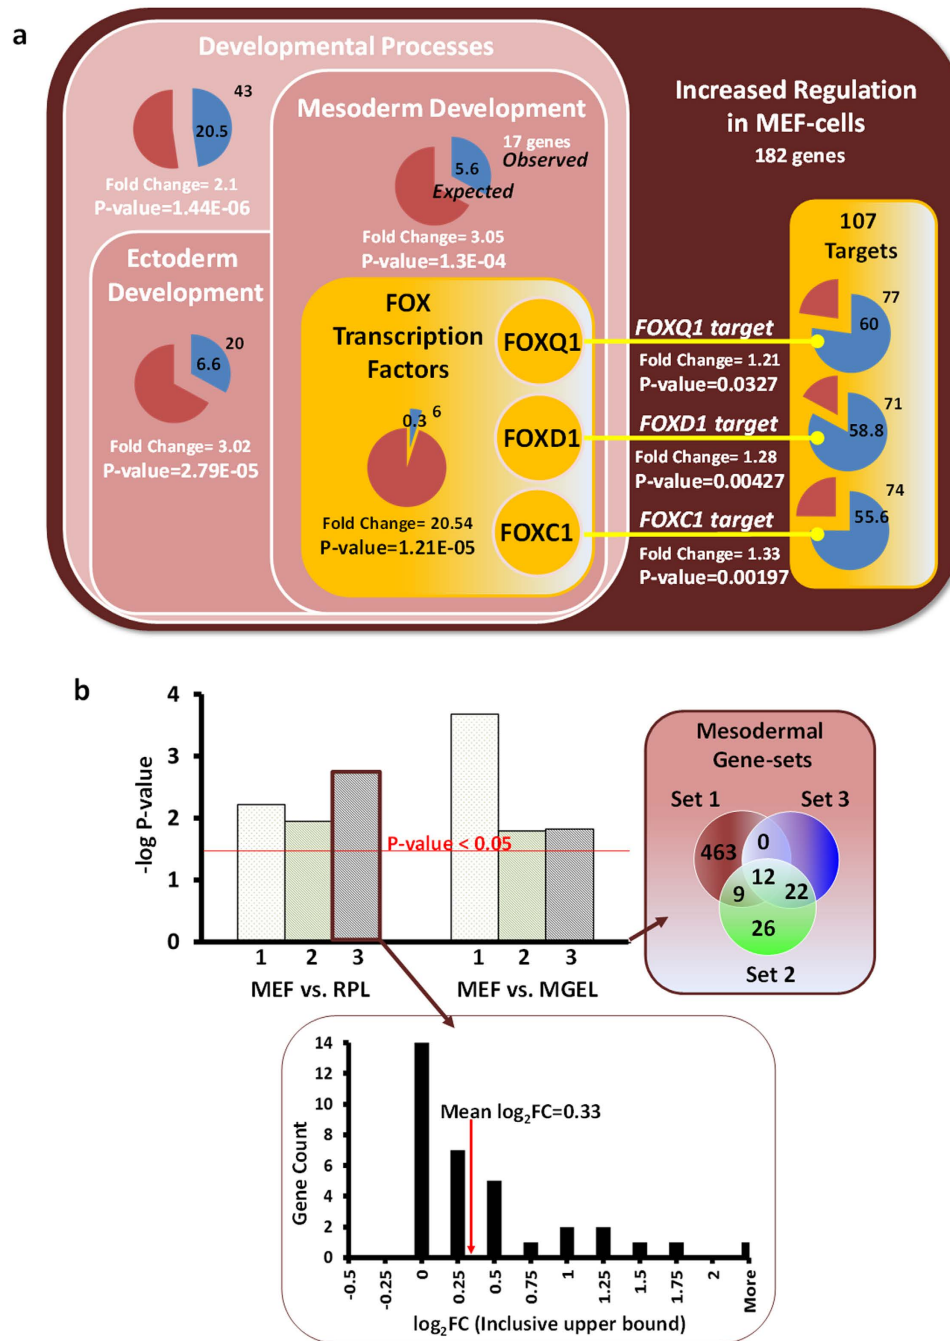 a
Developmental Processes
43
20.5
Fold Change= 2.1
P-value=1.44E-06
Mesoderm Development
17 genes
Observed
5.6
Expected
Fold Change= 3.05
P-value=1.3E-04
Ectoderm
Development
20
6.6
Fold Change= 3.02
P-value=2.79E-05
FOX
Transcription
Factors
6
0.3
Fold Change= 20.54
P-value=1.21E-05
FOXQ1
FOXD1
FOXC1
Increased Regulation
in MEF-cells
182 genes
FOXQ1 target
Fold Change= 1.21
P-value=0.0327
FOXD1 target
Fold Change= 1.28
P-value=0.00427
FOXC1 target
Fold Change= 1.33
P-value=0.00197
107
Targets
77
60
71
58.8
74
55.6
b
-log P-value
4
3
2
1
0
P-value < 0.05
1 2 3
MEF vs. RPL
1 2 3
MEF vs. MGEL
Mesodermal
Gene-sets
Set 1
Set 3
463
0
12
9
22
26
Set 2
Gene Count
14
12
10
8
6
4
2
0
Mean log₂FC=0.33
-0.5
-0.25
0
0.25
0.5
0.75
1
1.25
1.5
1.75
2
More
log₂FC (Inclusive upper bound)